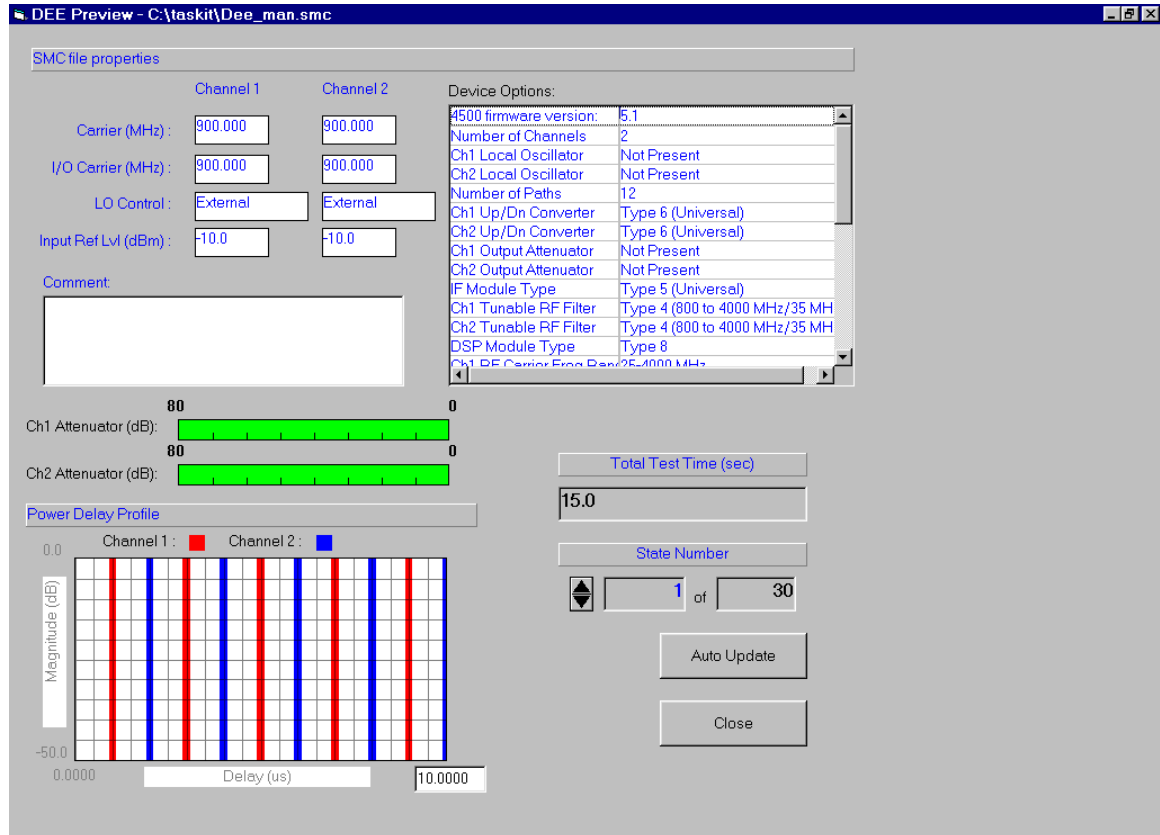 DEE Preview - C:\taskit\Dee_man.smc
SMC file properties
Channel 1 Channel 2
Carrier (MHz) : 900.000 900.000
I/O Carrier (MHz) : 900.000 900.000
LO Control : External External
Input Ref Lvl (dBm) : -10.0 -10.0
Comment:
Device Options:
4500 firmware version: 5.1
Number of Channels 2
Ch1 Local Oscillator Not Present
Ch2 Local Oscillator Not Present
Number of Paths 12
Ch1 Up/Dn Converter Type 6 (Universal)
Ch2 Up/Dn Converter Type 6 (Universal)
Ch1 Output Attenuator Not Present
Ch2 Output Attenuator Not Present
IF Module Type Type 5 (Universal)
Ch1 Tunable RF Filter Type 4 (800 to 4000 MHz/35 MH
Ch2 Tunable RF Filter Type 4 (800 to 4000 MHz/35 MH
DSP Module Type Type 8
Ch1 RF Carrier Freq Ran 25-4000 MHz
80 0
Ch1 Attenuator (dB):
80 0
Ch2 Attenuator (dB):
Power Delay Profile
Channel 1 : Channel 2 :
0.0
Magnitude (dB)
-50.0
0.0000 Delay (us) 10.0000
Total Test Time (sec)
15.0
State Number
1 of 30
Auto Update
Close